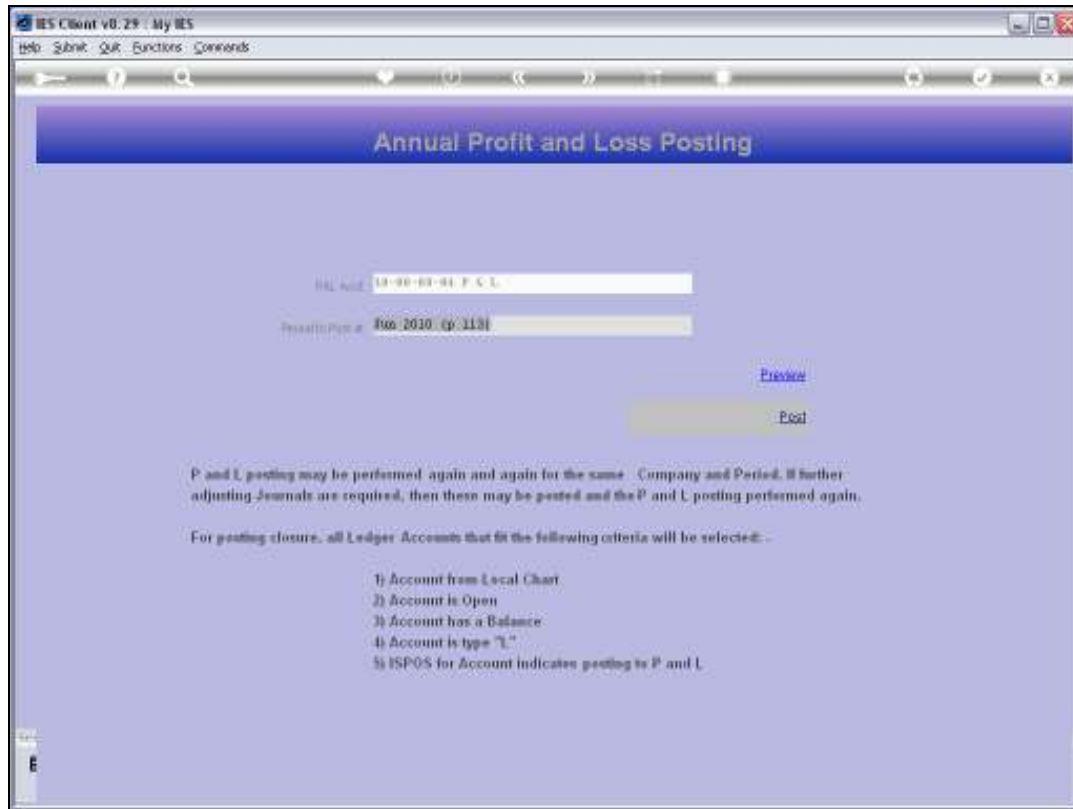 IES Client v8.29 : My IES
Help Submit Quit Functions Commands
Annual Profit and Loss Posting
P & L
Jun 2010 (p 113)
Preview
Post
P and L posting may be performed again and again for the same Company and Period. If further
adjusting Journals are required, then these may be posted and the P and L posting performed again.
For posting closure, all Ledger Accounts that fit the following criteria will be selected: -
1) Account from Local Chart
2) Account is Open
3) Account has a Balance
4) Account is type "L"
5) ISPOS for Account indicates posting to P and L